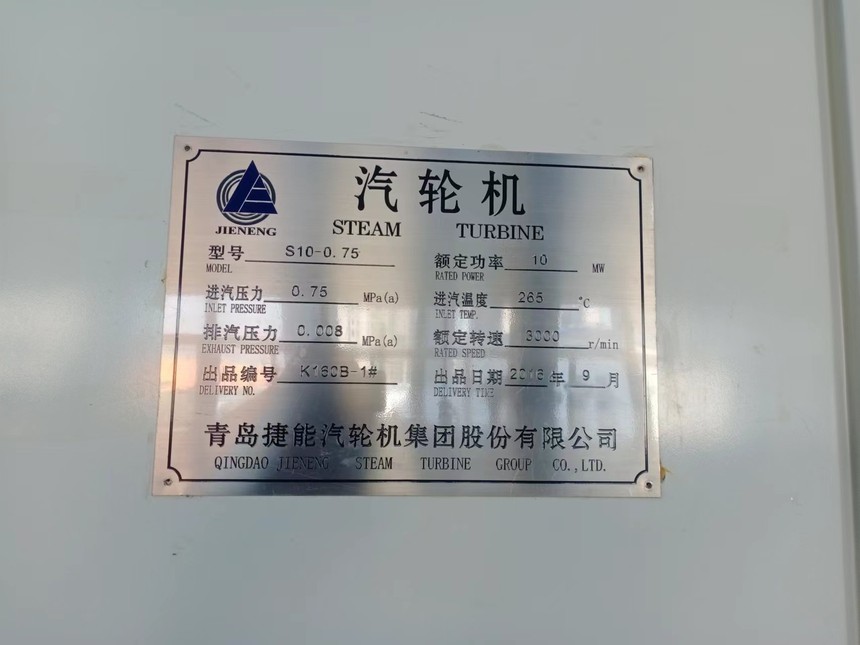 汽轮机
JIENENG STEAM TURBINE
型号 S10-0.75 额定功率 10 MW
MODEL RATED POWER
进汽压力 0.75 MPa(a) 进汽温度 265 ℃
INLET PRESSURE INLET TEMP.
排汽压力 0.008 MPa(a) 额定转速 3000 r/min
EXHAUST PRESSURE RATED SPEED
出品编号 K160B-1# 出品日期 2016 年 9 月
DELIVERY NO. DELIVERY TIME
青岛捷能汽轮机集团股份有限公司
QINGDAO JIENENG STEAM TURBINE GROUP CO.,LTD.